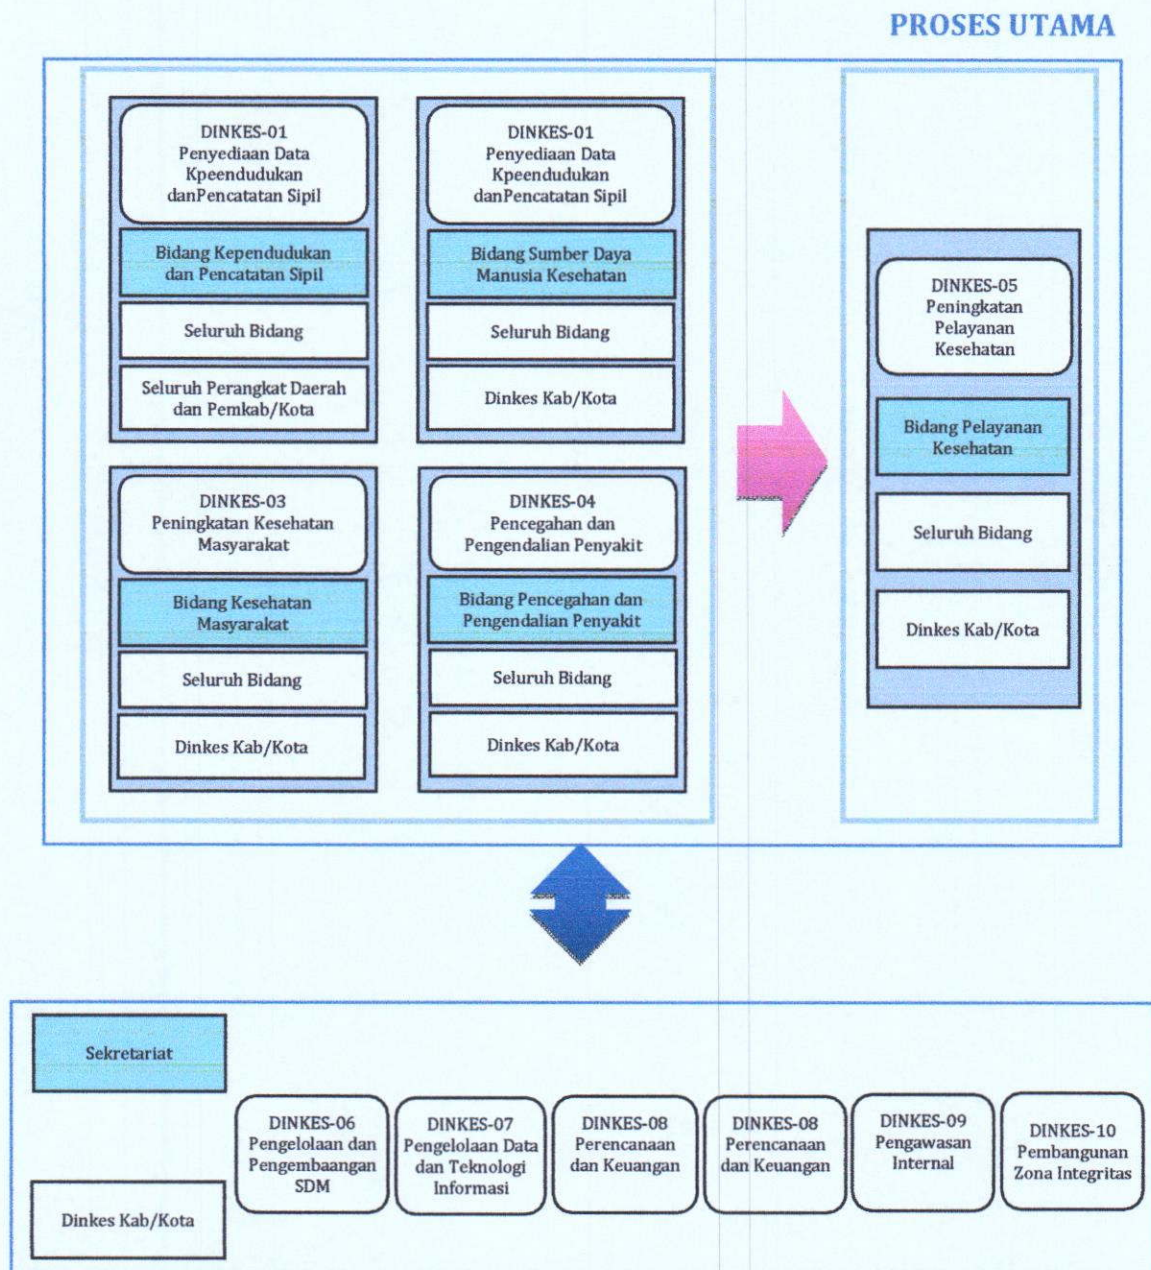 PROSES UTAMA
DINKES-01
Penyediaan Data
Kpeendudukan
danPencatatan Sipil
Bidang Kependudukan
dan Pencatatan Sipil
Seluruh Bidang
Seluruh Perangkat Daerah
dan Pemkab/Kota
DINKES-01
Penyediaan Data
Kpeendudukan
danPencatatan Sipil
Bidang Sumber Daya
Manusia Kesehatan
Seluruh Bidang
Dinkes Kab/Kota
DINKES-03
Peningkatan Kesehatan
Masyarakat
Bidang Kesehatan
Masyarakat
Seluruh Bidang
Dinkes Kab/Kota
DINKES-04
Pencegahan dan
Pengendalian Penyakit
Bidang Pencegahan dan
Pengendalian Penyakit
Seluruh Bidang
Dinkes Kab/Kota
DINKES-05
Peningkatan
Pelayanan
Kesehatan
Bidang Pelayanan
Kesehatan
Seluruh Bidang
Dinkes Kab/Kota
Sekretariat
Dinkes Kab/Kota
DINKES-06
Pengelolaan dan
Pengembaangan
SDM
DINKES-07
Pengelolaan Data
dan Teknologi
Informasi
DINKES-08
Perencanaan
dan Keuangan
DINKES-08
Perencanaan
dan Keuangan
DINKES-09
Pengawasan
Internal
DINKES-10
Pembangunan
Zona Integritas